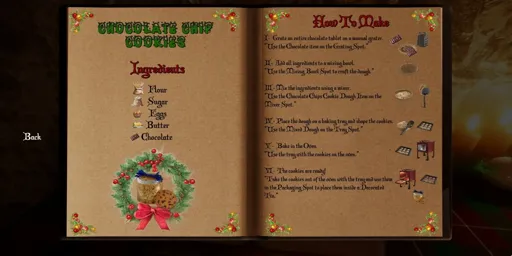 Chocolate Chip
Cookies
Ingredients
Flour
Sugar
Eggs
Butter
Chocolate
Back
How To Make
I - Grate an entire chocolate tablet on a manual grater.
"Use the Chocolate item on the Grating Spot."
II - Add all ingredients to a mixing bowl.
"Use the Mixing Bowl Spot to craft the dough."
III - Mix the ingredients using a mixer.
"Use the Chocolate Chips Cookie Dough Item on the
Mixer Spot."
IV - Place the dough on a baking tray and shape the cookies.
"Use the Mixed Dough on the Tray Spot."
V - Bake in the Oven.
"Use the tray with the cookies on the oven."
VI - The cookies are ready!
"Take the cookies out of the oven with the tray and use them
in the Packaging Spot to place them inside a Decorated